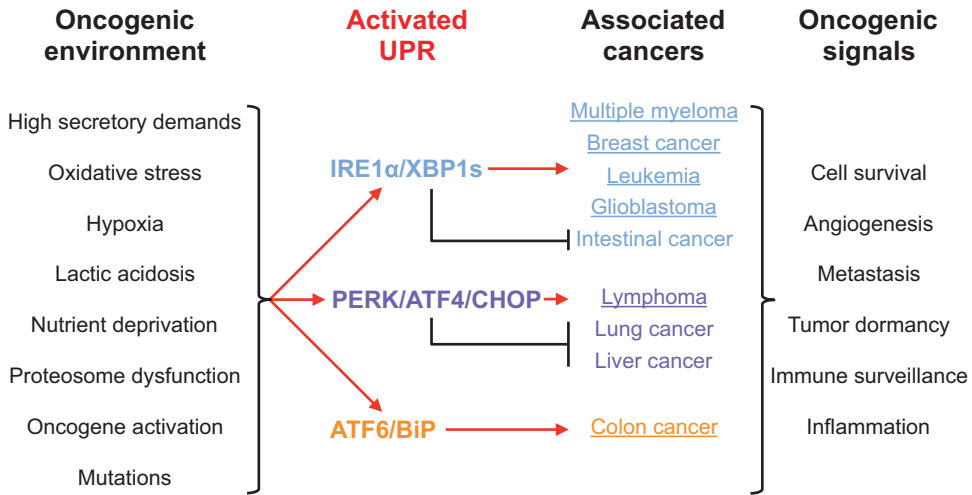 Oncogenic
environment
Activated
UPR
Associated
cancers
Oncogenic
signals
High secretory demands
Oxidative stress
Hypoxia
Lactic acidosis
Nutrient deprivation
Proteosome dysfunction
Oncogene activation
Mutations
IRE1α/XBP1s
PERK/ATF4/CHOP
ATF6/BiP
Multiple myeloma
Breast cancer
Leukemia
Glioblastoma
Intestinal cancer
Lymphoma
Lung cancer
Liver cancer
Colon cancer
Cell survival
Angiogenesis
Metastasis
Tumor dormancy
Immune surveillance
Inflammation